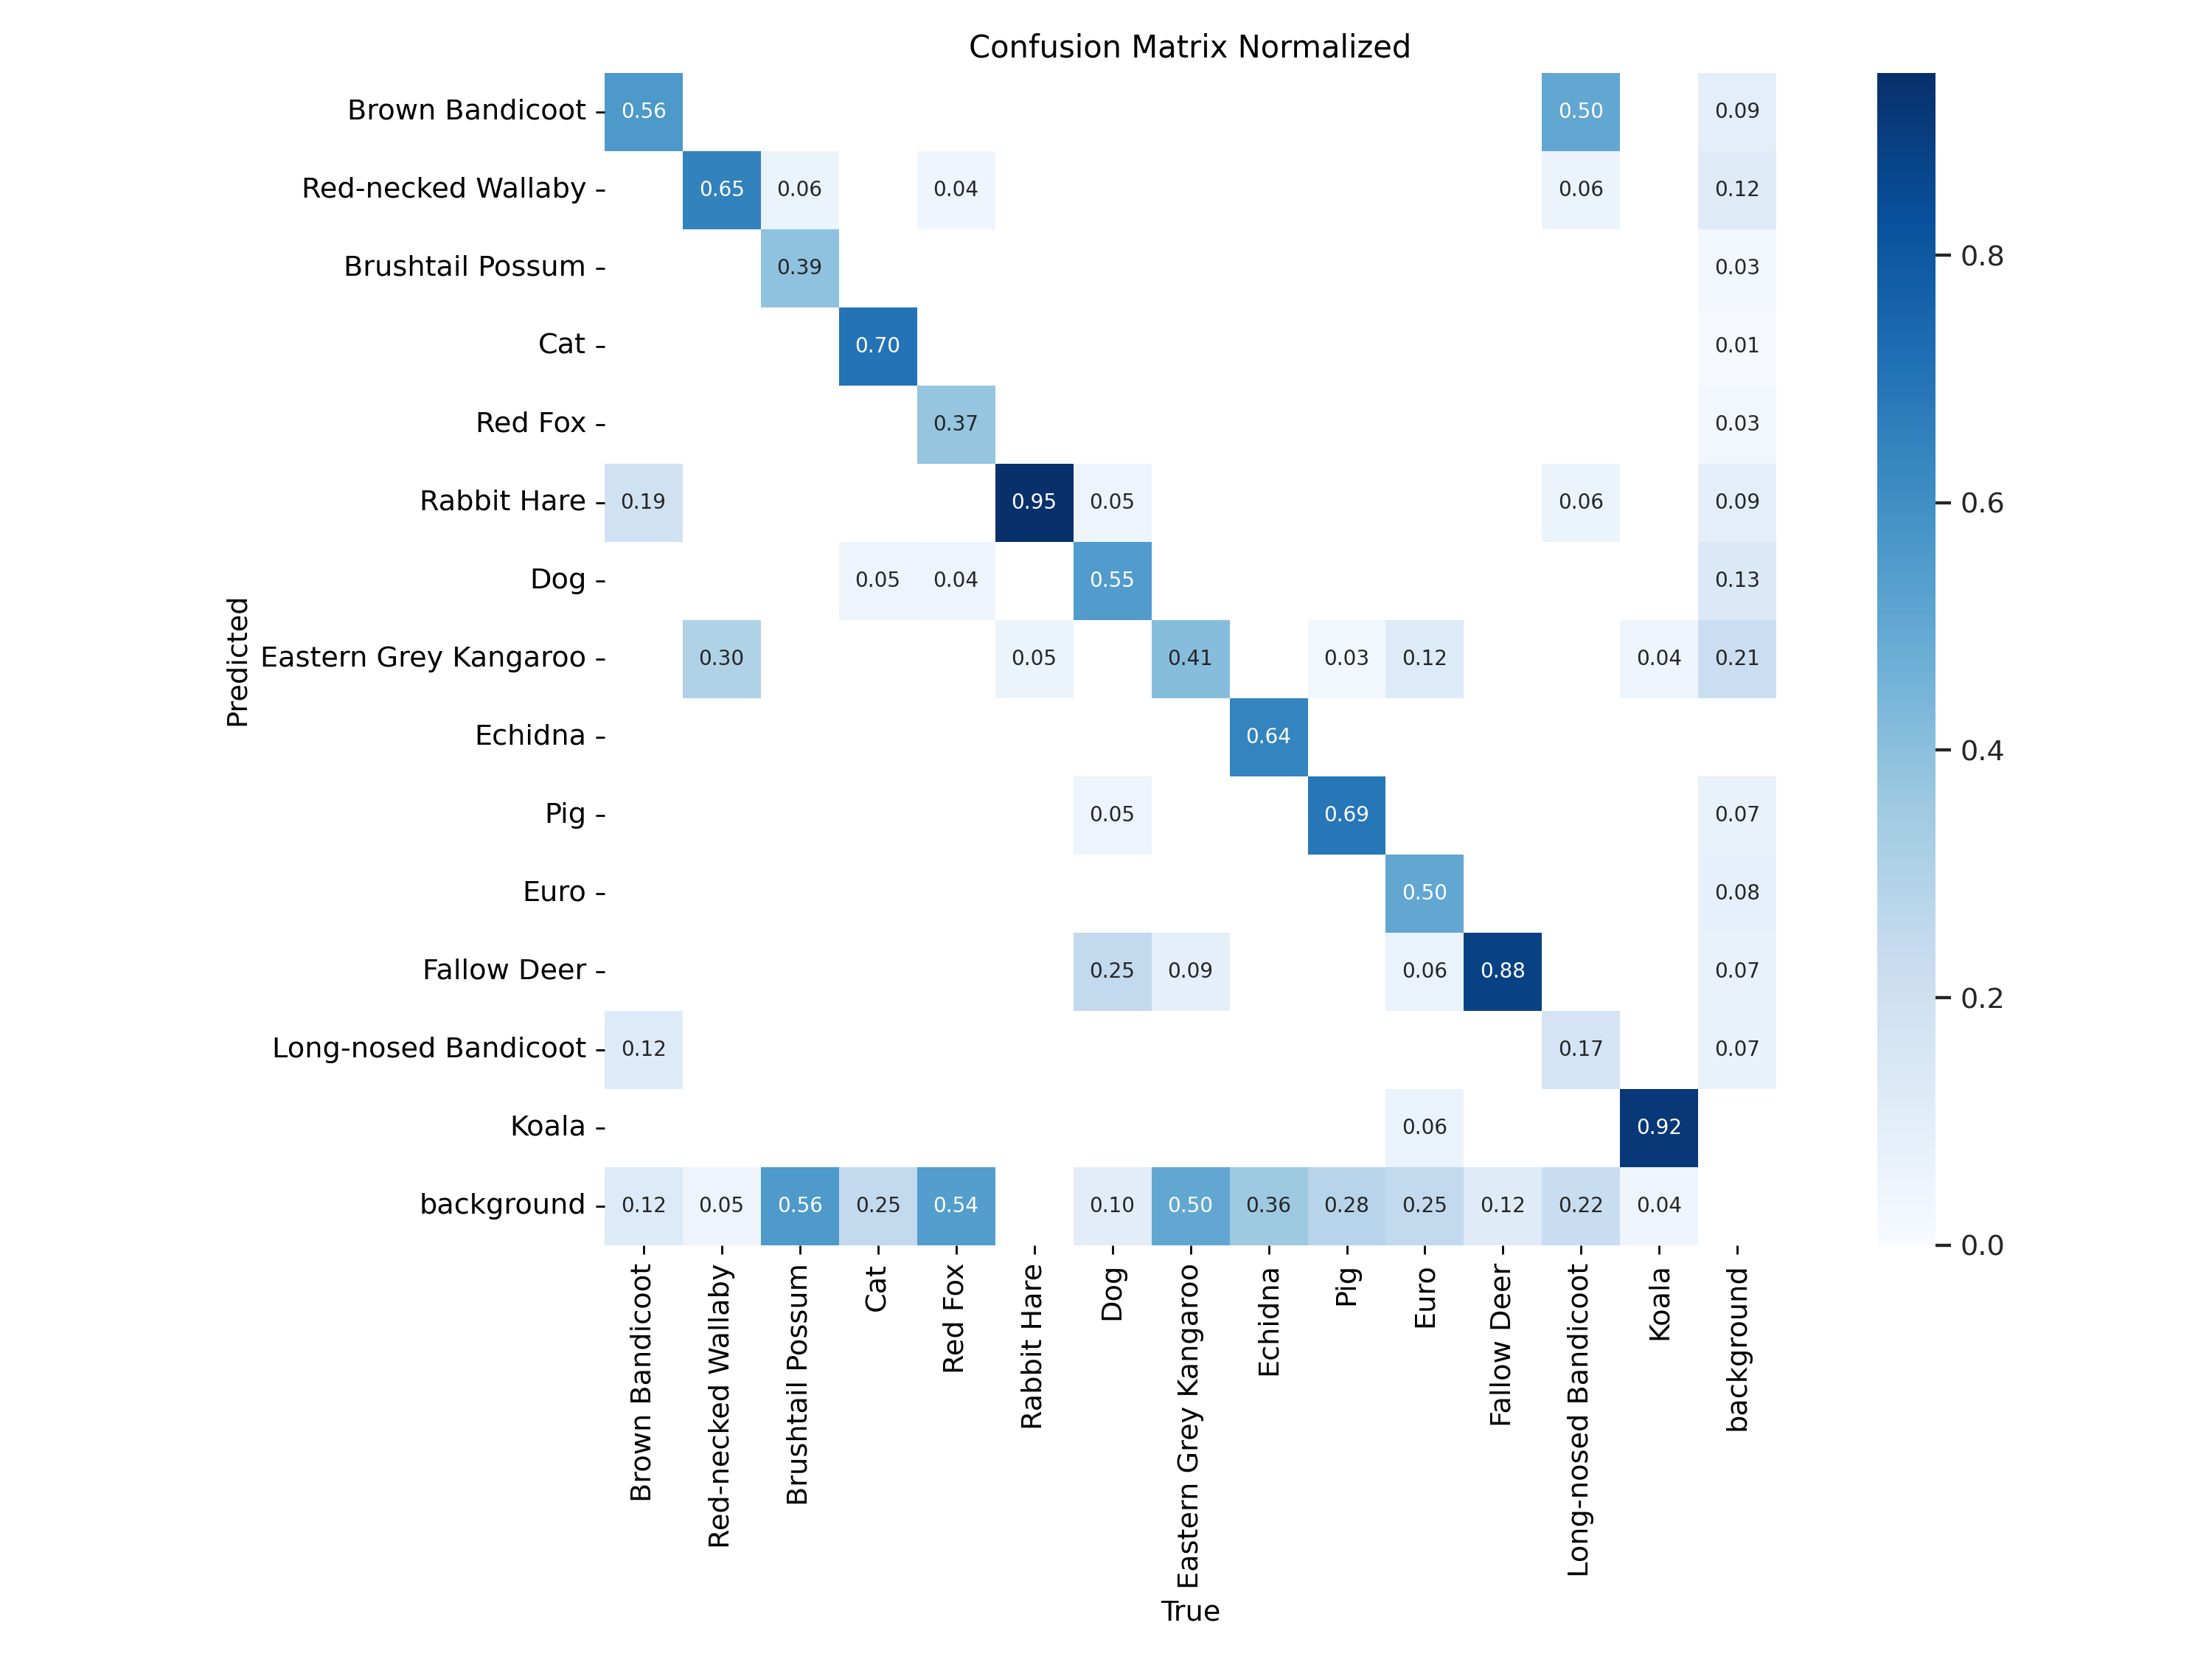 Confusion Matrix Normalized
Brown Bandicoot 0.56 0.50 0.09
Red-necked Wallaby 0.65 0.06 0.04 0.06 0.12
Brushtail Possum 0.39 0.03
Cat 0.70 0.01
Red Fox 0.37 0.03
Rabbit Hare 0.19 0.95 0.05 0.06 0.09
Dog 0.05 0.04 0.55 0.13
Eastern Grey Kangaroo 0.30 0.05 0.41 0.03 0.12 0.04 0.21
Echidna 0.64
Pig 0.05 0.69 0.07
Euro 0.50 0.08
Fallow Deer 0.25 0.09 0.06 0.88 0.07
Long-nosed Bandicoot 0.12 0.17 0.07
Koala 0.06 0.92
background 0.12 0.05 0.56 0.25 0.54 0.10 0.50 0.36 0.28 0.25 0.12 0.22 0.04
Predicted
Brown Bandicoot
Red-necked Wallaby
Brushtail Possum
Cat
Red Fox
Rabbit Hare
Dog
Eastern Grey Kangaroo
Echidna
Pig
Euro
Fallow Deer
Long-nosed Bandicoot
Koala
background
True
0.8
0.6
0.4
0.2
0.0